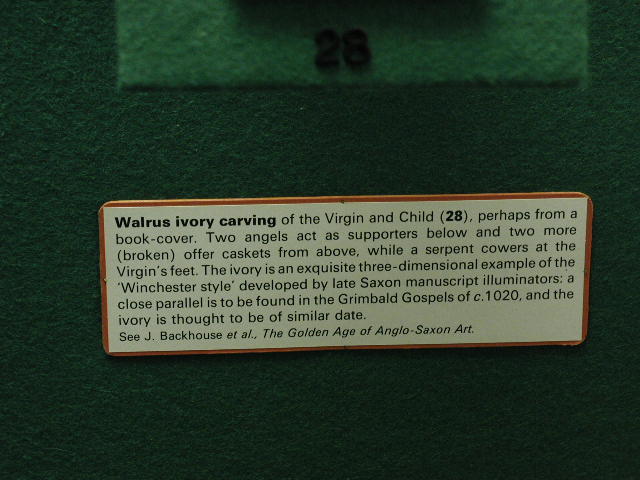 28
Walrus ivory carving of the Virgin and Child (28), perhaps from a
book-cover. Two angels act as supporters below and two more
(broken) offer caskets from above, while a serpent cowers at the
Virgin's feet. The ivory is an exquisite three-dimensional example of the
'Winchester style' developed by late Saxon manuscript illuminators: a
close parallel is to be found in the Grimbald Gospels of c.1020, and the
ivory is thought to be of similar date.
See J. Backhouse et al., The Golden Age of Anglo-Saxon Art.